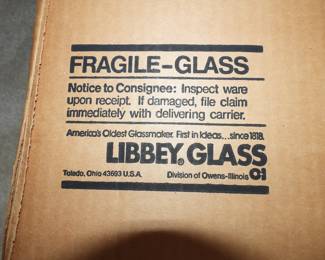 FRAGILE-GLASS
Notice to Consignee: Inspect ware
upon receipt. If damaged, file claim
immediately with delivering carrier.
America's Oldest Glassmaker. First in Ideas...since 1818.
LIBBEY® GLASS
Toledo, Ohio 43693 U.S.A. Division of Owens-Illinois OI